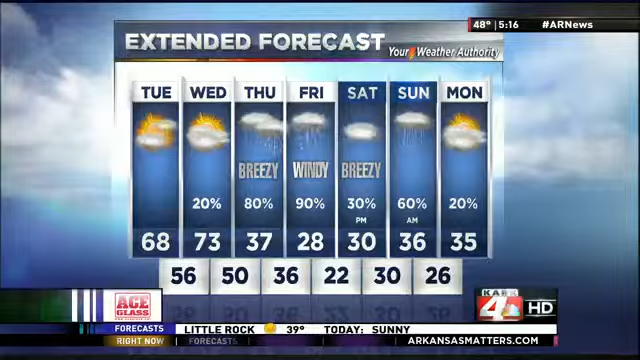 48° 5:16 #ARNews
EXTENDED FORECAST
Your Weather Authority
TUE WED THU FRI SAT SUN MON
BREEZY WINDY BREEZY
20% 80% 90% 30% 60% 20%
PM AM
68 73 37 28 30 36 35
56 50 36 22 30 26
ACE
GLASS
4 HD
FORECASTS LITTLE ROCK 39° TODAY: SUNNY
RIGHT NOW FORECASTS ARKANSASMATTERS.COM